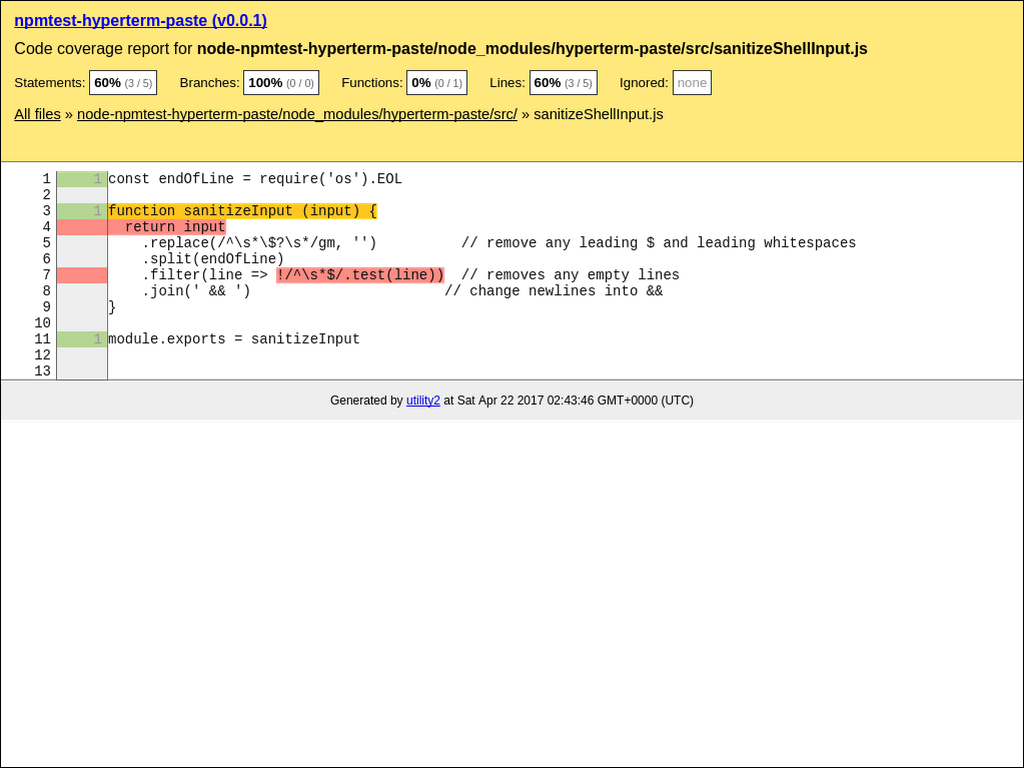 npmtest-hyperterm-paste (v0.0.1)
Code coverage report for node-npmtest-hyperterm-paste/node_modules/hyperterm-paste/src/sanitizeShellInput.js
Statements: 60% (3 / 5) Branches: 100% (0 / 0) Functions: 0% (0 / 1) Lines: 60% (3 / 5) Ignored: none
All files » node-npmtest-hyperterm-paste/node_modules/hyperterm-paste/src/ » sanitizeShellInput.js
1 1 const endOfLine = require('os').EOL
2
3 1 function sanitizeInput (input) {
4   return input
5     .replace(/^\s*\$?\s*/gm, '')          // remove any leading $ and leading whitespaces
6     .split(endOfLine)
7     .filter(line => !/^\s*$/.test(line))  // removes any empty lines
8     .join(' && ')                       // change newlines into &&
9 }
10
11 1 module.exports = sanitizeInput
12
13
Generated by utility2 at Sat Apr 22 2017 02:43:46 GMT+0000 (UTC)